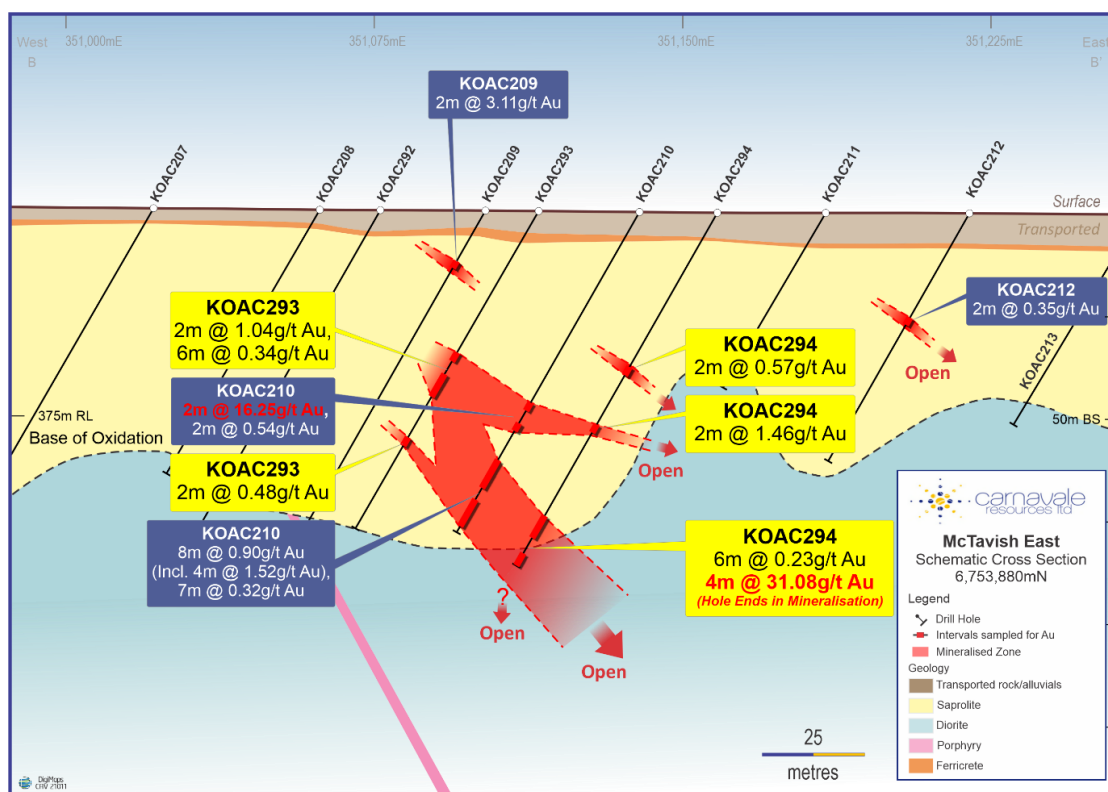 West
B
351,000mE
351,075mE
351,150mE
351,225mE
East
B'
KOAC209
2m @ 3.11g/t Au
KOAC207
KOAC208
KOAC292
KOAC209
KOAC293
KOAC210
KOAC294
KOAC211
KOAC212
Surface
Transported
KOAC293
2m @ 1.04g/t Au,
6m @ 0.34g/t Au
KOAC212
2m @ 0.35g/t Au
KOAC213
Open
KOAC294
2m @ 0.57g/t Au
KOAC210
2m @ 16.25g/t Au,
2m @ 0.54g/t Au
375m RL
50m BS
Base of Oxidation
KOAC294
2m @ 1.46g/t Au
Open
KOAC293
2m @ 0.48g/t Au
KOAC210
8m @ 0.90g/t Au
(Incl. 4m @ 1.52g/t Au),
7m @ 0.32g/t Au
KOAC294
6m @ 0.23g/t Au
4m @ 31.08g/t Au
(Hole Ends in Mineralisation)
?
Open
Open
carnavale
resources ltd
McTavish East
Schematic Cross Section
6,753,880mN
Legend
Drill Hole
Intervals sampled for Au
Mineralised Zone
Geology
Transported rock/alluvials
Saprolite
Diorite
Porphyry
Ferricrete
25
metres
DigiMaps
CRV 21011